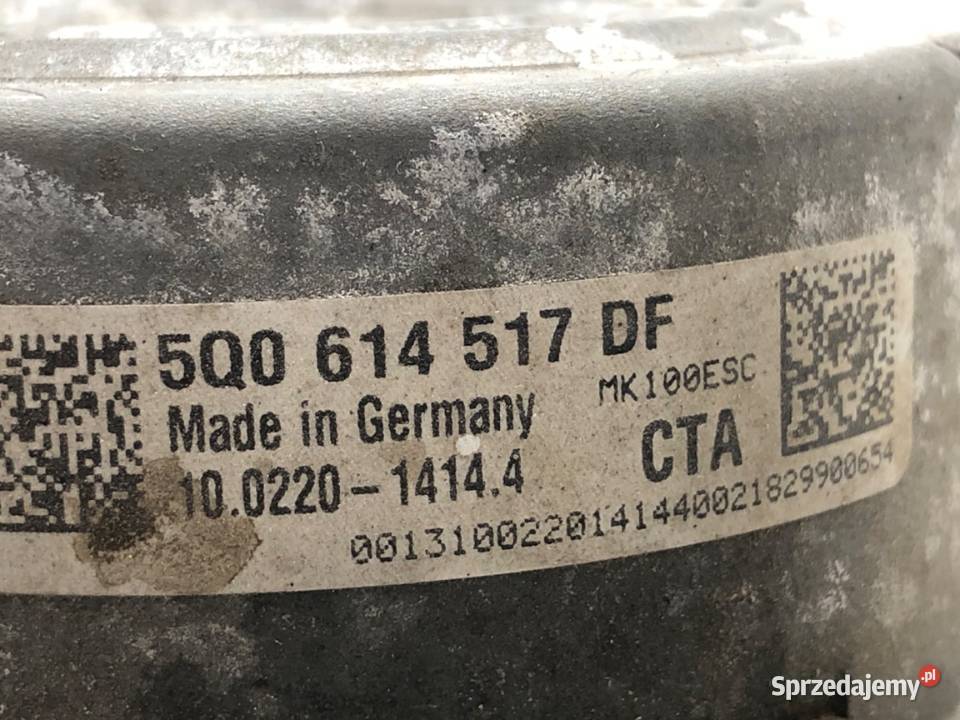 5Q0 614 517 DF
Made in Germany
MK100ESC
10.0220-1414.4
CTA
0013100220141440021829900654
Sprzedajemy.pl